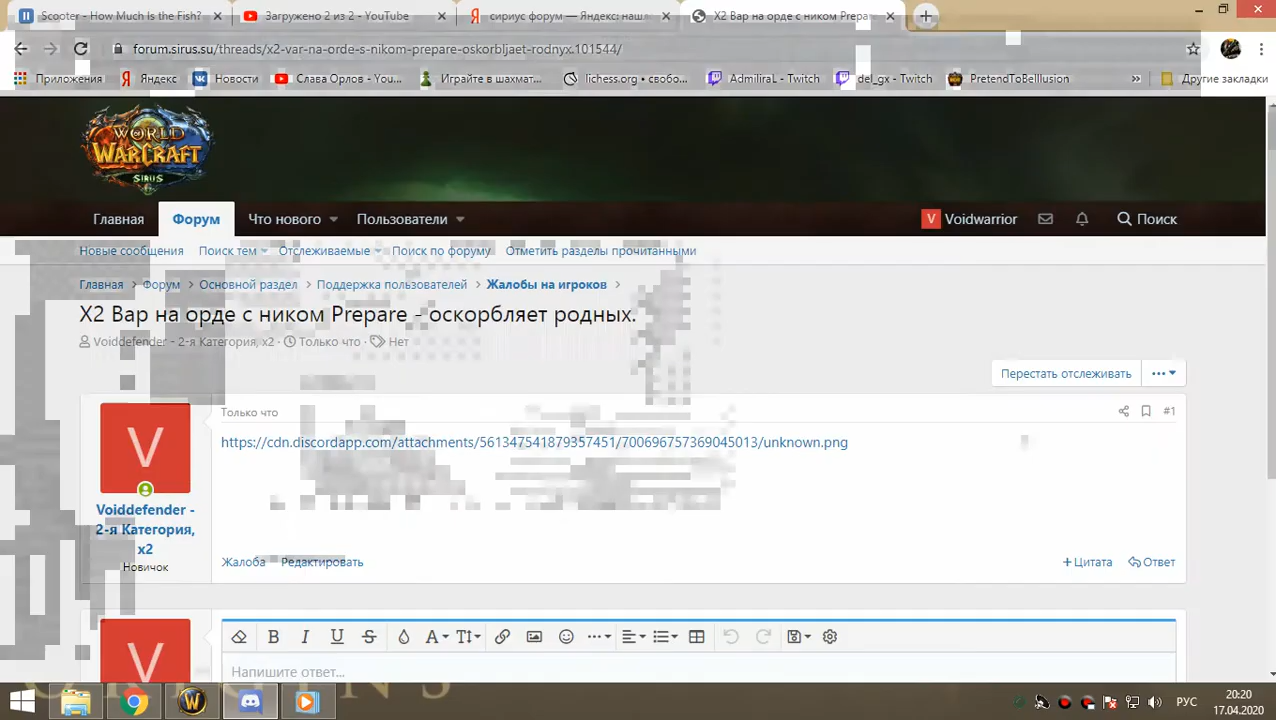 Scooter - How Much Is the Fish?
Загружено 2 из 2 - YouTube
сириус форум — Яндекс: наш
X2 Вар на орде с ником Prepa
forum.sirus.su/threads/x2-var-na-orde-s-nikom-prepare-oskorbljaet-rodnyx.101544/
Приложения
Яндекс
Новости
Слава Орлов - You...
Играйте в шахмат...
lichess.org • свобо...
AdmiiraL - Twitch
del_gx - Twitch
PretendToBeIllusion
»
Другие закладки
WORLD
OF
WARCRAFT
SIRUS
Главная
Форум
Что нового
Пользователи
V Voidwarrior
Поиск
Новые сообщения
Поиск тем
Отслеживаемые
Поиск по форуму
Отметить разделы прочитанными
Главная > Форум > Основной раздел > Поддержка пользователей > Жалобы на игроков >
X2 Вар на орде с ником Prepare - оскорбляет родных.
Voiddefender - 2-я Категория, x2
Только что
Нет
Перестать отслеживать
V
Voiddefender -
2-я Категория,
x2
Новичок
Только что
#1
https://cdn.discordapp.com/attachments/561347541879357451/700696757369045013/unknown.png
Жалоба
Редактировать
+ Цитата
Ответ
V
B I U S
A
Напишите ответ...
РУС
20:20
17.04.2020